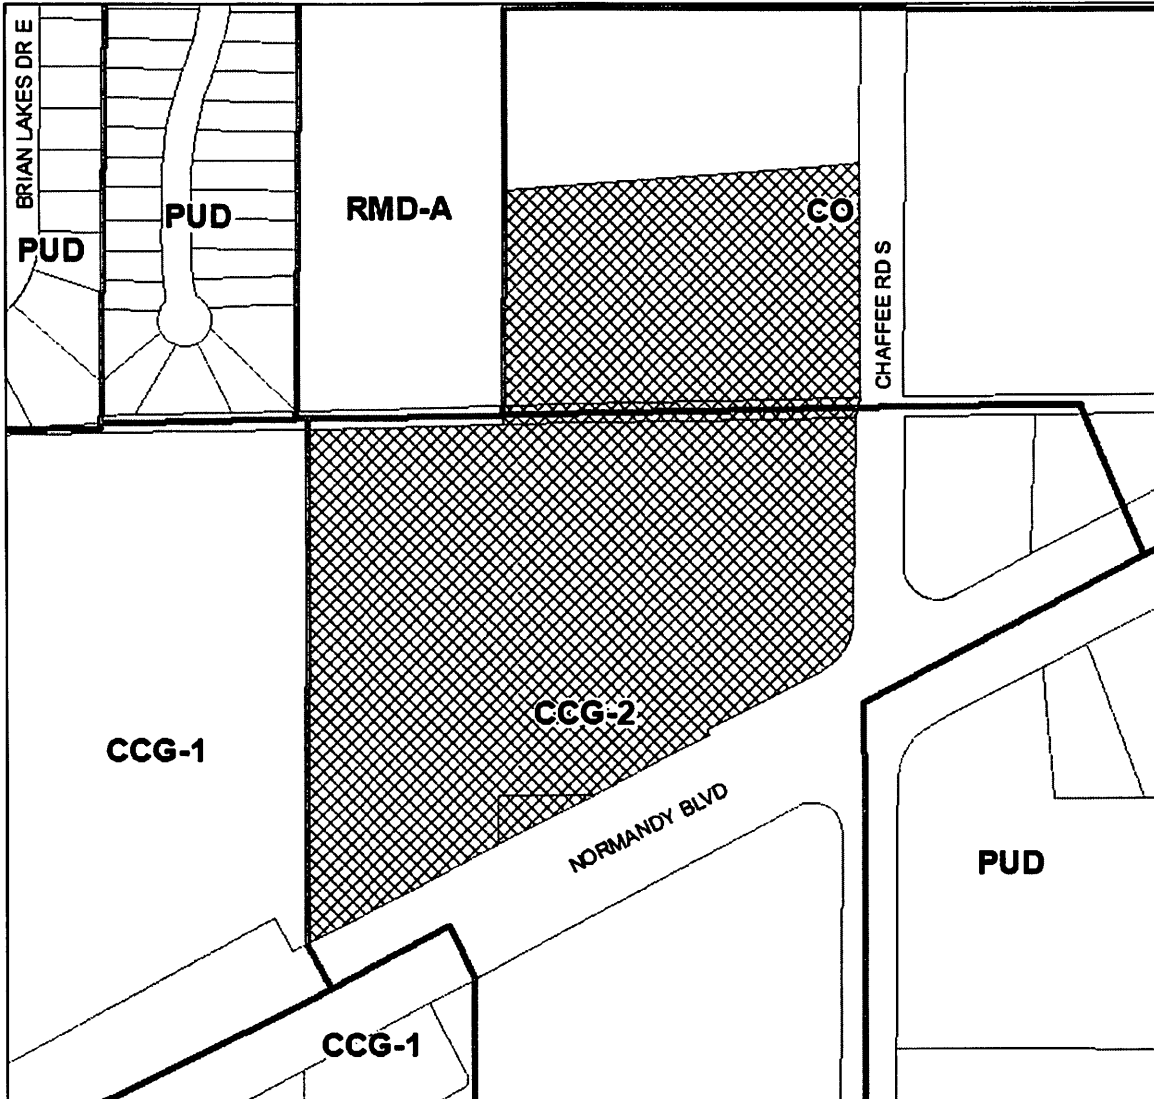 BRIAN LAKES DR E
PUD
PUD
RMD-A
CO
CHAFFEE RD S
CCG-2
CCG-1
NORMANDY BLVD
PUD
CCG-1